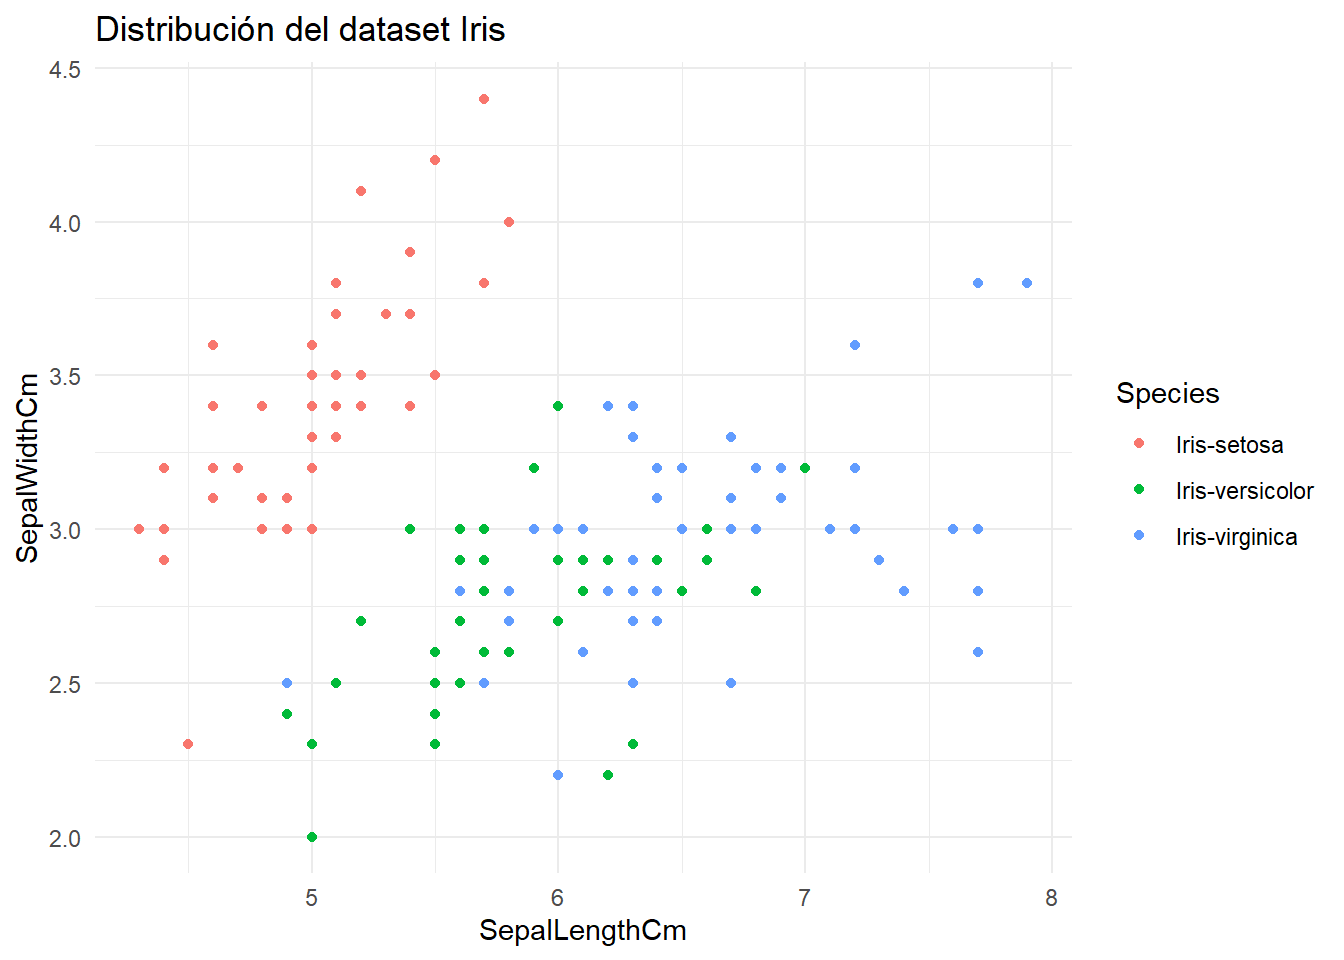 Distribución del dataset Iris
4.5
4.0
3.5
3.0
2.5
2.0
SepalWidthCm
5
6
7
8
SepalLengthCm
Species
Iris-setosa
Iris-versicolor
Iris-virginica